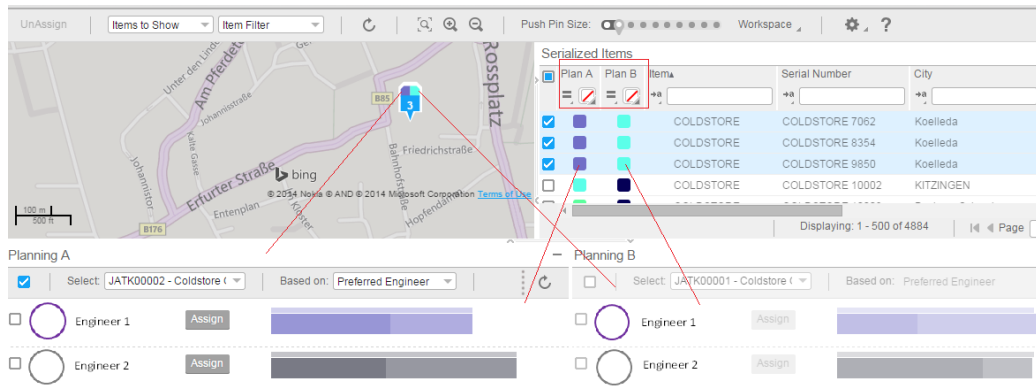 UnAssign Items to Show Item Filter Push Pin Size: Workspace ?
Serialized Items
Plan A Plan B Item Serial Number City
= = →a →a →a
COLDSTORE COLDSTORE 7062 Koelleda
COLDSTORE COLDSTORE 8354 Koelleda
COLDSTORE COLDSTORE 9850 Koelleda
COLDSTORE COLDSTORE 10002 KITZINGEN
Displaying: 1 - 500 of 4884 Page
Unter den Linden
Am Pferdeteich
Johannisstraße
Rossplatz
B85
3
Kalte Gasse
Johannistor
Friedrichstraße
Bahnhofstraße
Erfurter Straße
bing
© 2014 Nokia © AND © 2014 Microsoft Corporation Terms of Use
Entenplan
Im Kloster
Hopfendamm
100 m
500 ft
B176
Planning A
Select: JATK00002 - Coldstore ( Based on: Preferred Engineer
Engineer 1 Assign
Engineer 2 Assign
Planning B
Select: JATK00001 - Coldstore ( Based on: Preferred Engineer
Engineer 1 Assign
Engineer 2 Assign